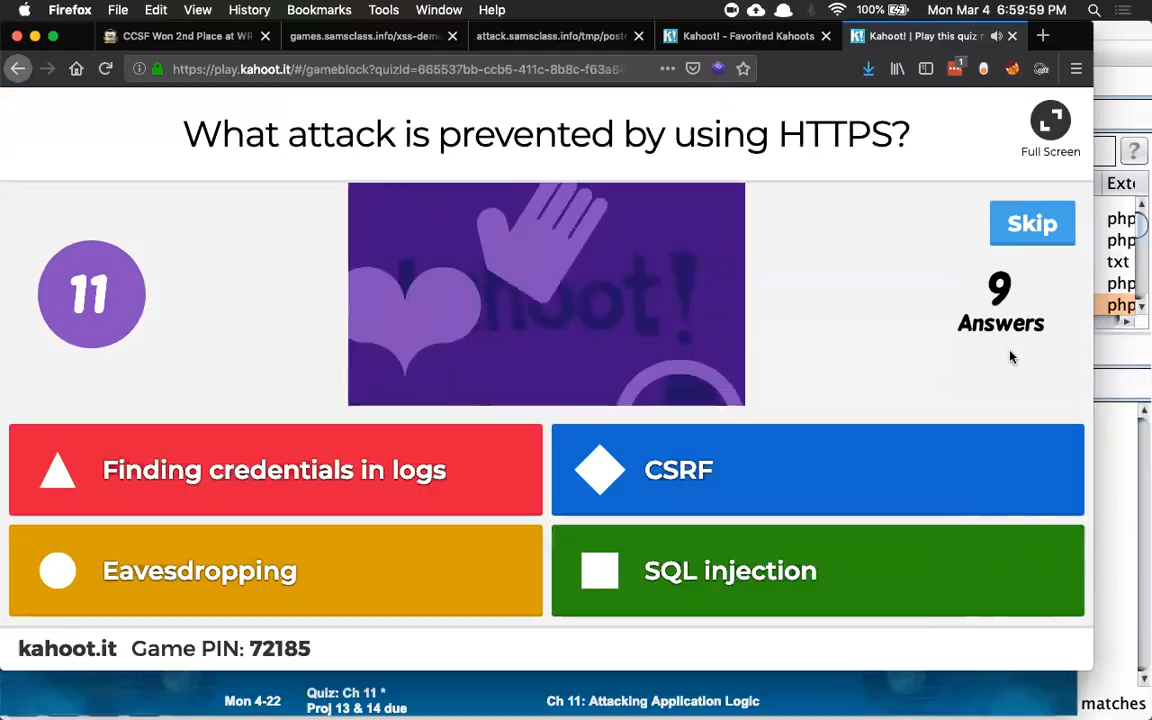 Firefox File Edit View History Bookmarks Tools Window Help 100% Mon Mar 4 6:59:59 PM
CCSF Won 2nd Place at WR games.samsclass.info/xss-dem attack.samsclass.info/tmp/post Kahoot! - Favorited Kahoots Kahoot! | Play this quiz
https://play.kahoot.it/#/gameblock?quizId=665537bb-ccb6-411c-8b8c-f63a6 1
What attack is prevented by using HTTPS?
Full Screen
?
Exte
php
php
txt
php
php
Skip
11
kahoot!
9
Answers
Finding credentials in logs
CSRF
Eavesdropping
SQL injection
kahoot.it Game PIN: 72185
Mon 4-22
Quiz: Ch 11 *
Proj 13 & 14 due
Ch 11: Attacking Application Logic
matches